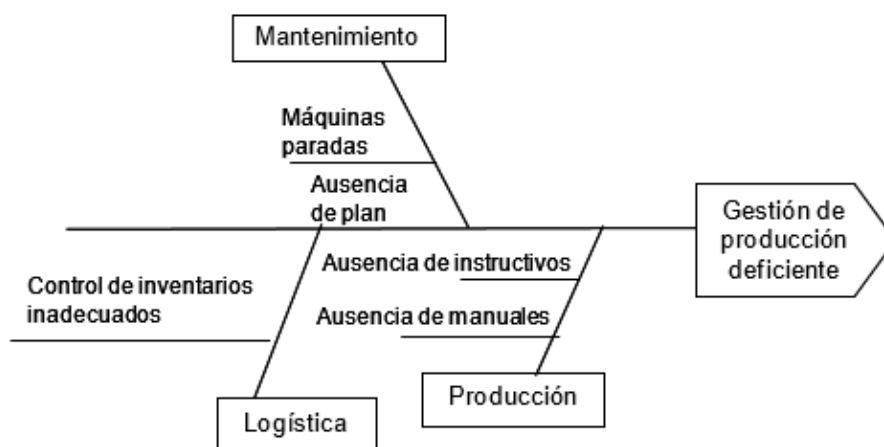 Mantenimiento
Máquinas
paradas
Ausencia
de plan
Gestión de
producción
deficiente
Ausencia de instructivos
Control de inventarios
inadecuados
Ausencia de manuales
Producción
Logística